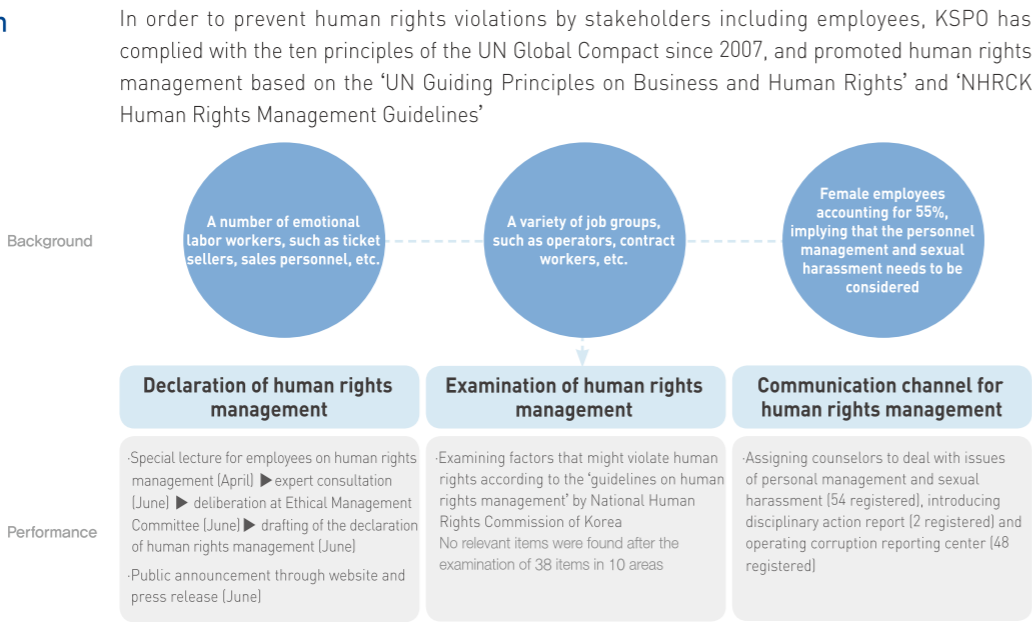 In order to prevent human rights violations by stakeholders including employees, KSPO has
complied with the ten principles of the UN Global Compact since 2007, and promoted human rights
management based on the ‘UN Guiding Principles on Business and Human Rights’ and ‘NHRCK
Human Rights Management Guidelines’
Background
A number of emotional
labor workers, such as ticket
sellers, sales personnel, etc.
A variety of job groups,
such as operators, contract
workers, etc.
Female employees
accounting for 55%,
implying that the personnel
management and sexual
harassment needs to be
considered
Declaration of human rights
management
Examination of human rights
management
Communication channel for
human rights management
Performance
·Special lecture for employees on human rights
management (April) ▶ expert consultation
(June) ▶ deliberation at Ethical Management
Committee (June) ▶ drafting of the declaration
of human rights management (June)
·Public announcement through website and
press release (June)
·Examining factors that might violate human
rights according to the ‘guidelines on human
rights management’ by National Human
Rights Commission of Korea
No relevant items were found after the
examination of 38 items in 10 areas
·Assigning counselors to deal with issues
of personal management and sexual
harassment (54 registered), introducing
disciplinary action report (2 registered) and
operating corruption reporting center (48
registered)